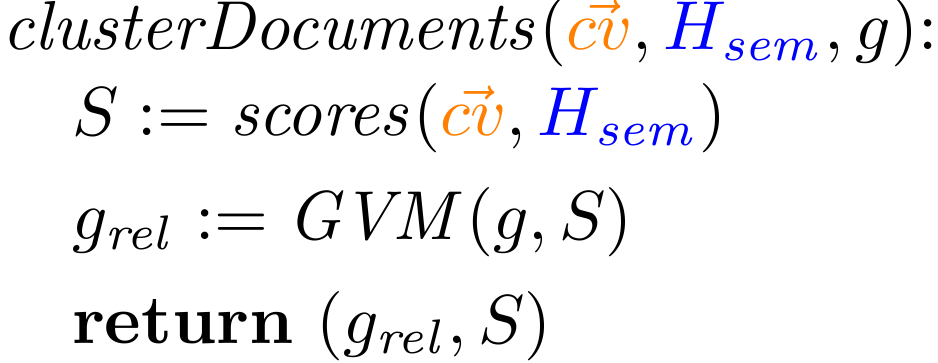 clusterDocuments(c⃗v, H_sem, g):
S := scores(c⃗v, H_sem)
g_rel := GVM(g, S)
return (g_rel, S)